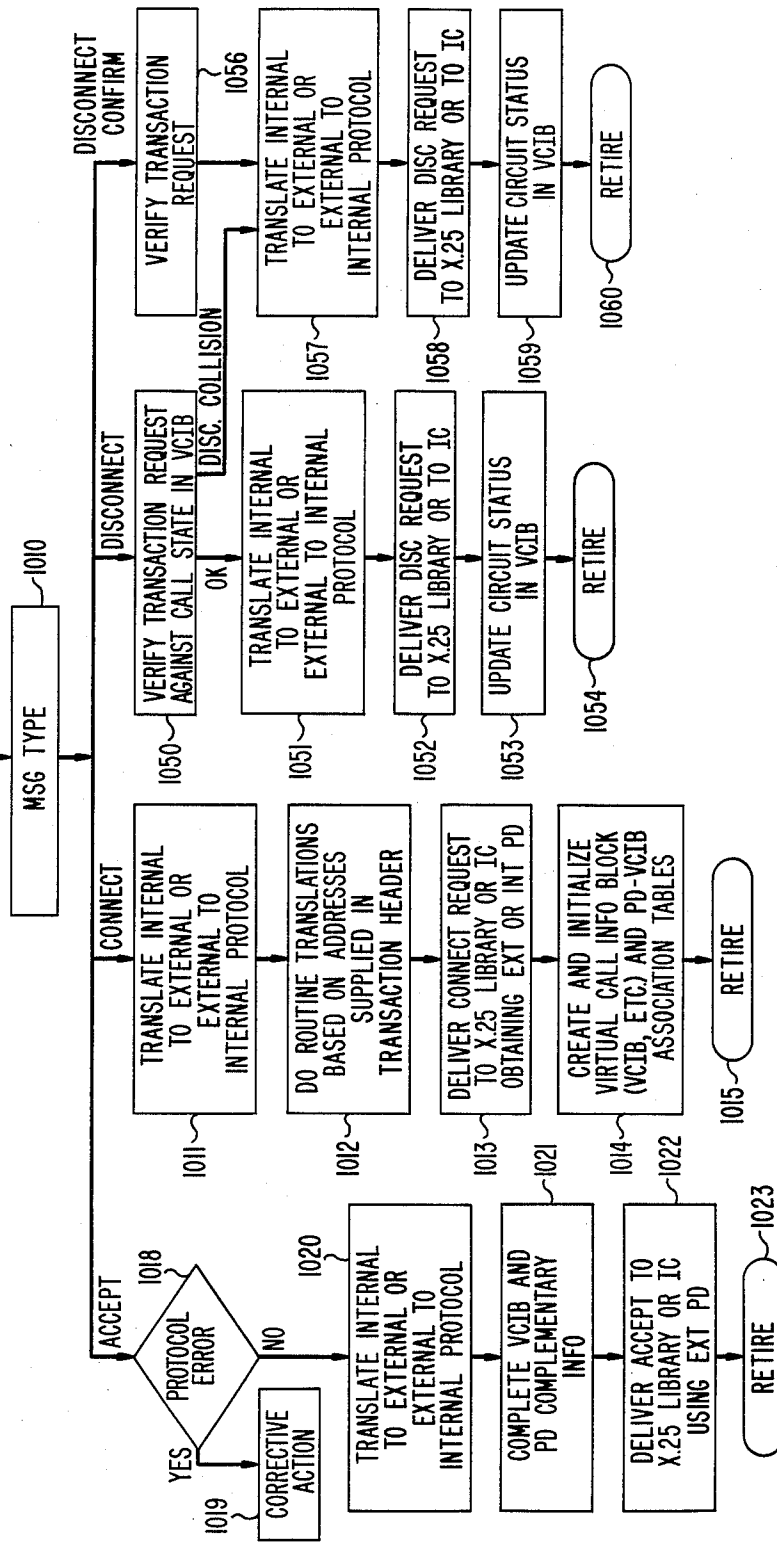 MSG TYPE
1010
ACCEPT
CONNECT
DISCONNECT
DISCONNECT
CONFIRM
1018
PROTOCOL
ERROR
YES
NO
CORRECTIVE
ACTION
1019
1020
TRANSLATE INTERNAL
TO EXTERNAL OR
EXTERNAL TO
INTERNAL PROTOCOL
COMPLETE VCIB AND
PD COMPLEMENTARY
INFO
1021
DELIVER ACCEPT TO
X.25 LIBRARY OR IC
USING EXT PD
1022
RETIRE
1023
TRANSLATE INTERNAL
TO EXTERNAL OR
EXTERNAL TO
INTERNAL PROTOCOL
1011
DO ROUTINE TRANSLATIONS
BASED ON ADDRESSES
SUPPLIED IN
TRANSACTION HEADER
1012
DELIVER CONNECT REQUEST
TO X.25 LIBRARY OR IC
OBTAINING EXT OR INT PD
1013
CREATE AND INITIALIZE
VIRTUAL CALL INFO BLOCK
(VCIB, ETC.) AND PD-VCIB
ASSOCIATION TABLES
1014
RETIRE
1015
VERIFY TRANSACTION REQUEST
AGAINST CALL STATE IN VCIB
1050
OK
DISC. COLLISION
TRANSLATE INTERNAL
TO EXTERNAL OR
EXTERNAL TO INTERNAL
PROTOCOL
1051
DELIVER DISC REQUEST
TO X.25 LIBRARY OR TO IC
1052
UPDATE CIRCUIT STATUS
IN VCIB
1053
RETIRE
1054
VERIFY TRANSACTION
REQUEST
1056
TRANSLATE INTERNAL
TO EXTERNAL OR
EXTERNAL TO
INTERNAL PROTOCOL
1057
DELIVER DISC REQUEST
TO X.25 LIBRARY OR TO IC
1058
UPDATE CIRCUIT STATUS
IN VCIB
1059
RETIRE
1060